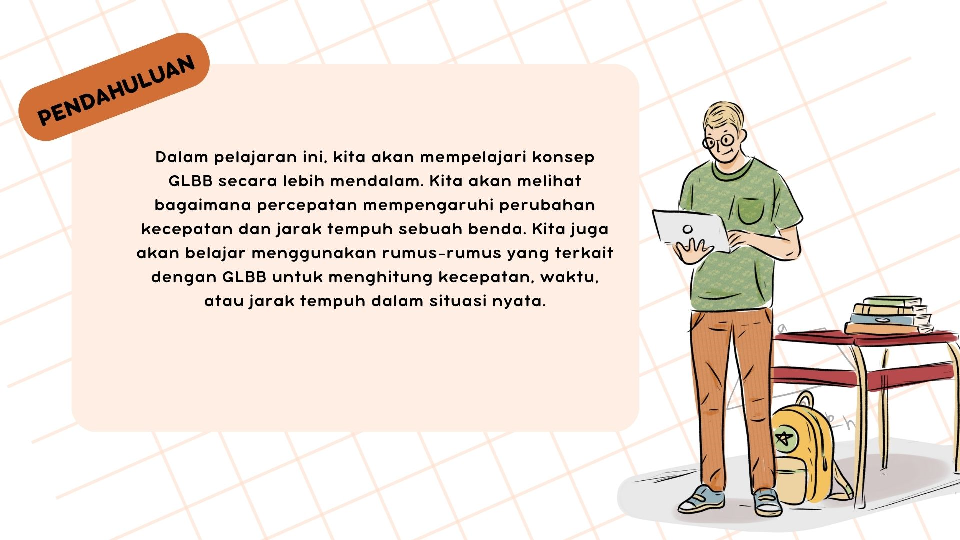 PENDAHULUAN
Dalam pelajaran ini, kita akan mempelajari konsep
GLBB secara lebih mendalam. Kita akan melihat
bagaimana percepatan mempengaruhi perubahan
kecepatan dan jarak tempuh sebuah benda. Kita juga
akan belajar menggunakan rumus-rumus yang terkait
dengan GLBB untuk menghitung kecepatan, waktu,
atau jarak tempuh dalam situasi nyata.